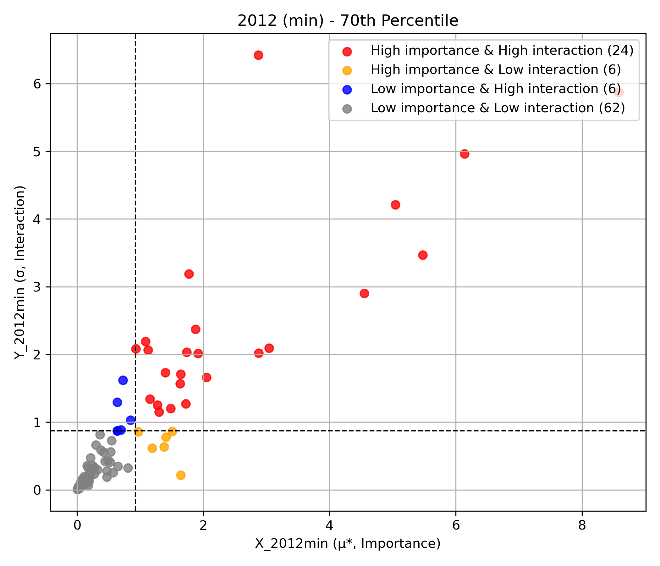 2012 (min) - 70th Percentile
High importance & High interaction (24)
High importance & Low interaction (6)
Low importance & High interaction (6)
Low importance & Low interaction (62)
Y_2012min (σ, Interaction)
6
5
4
3
2
1
0
0 2 4 6 8
X_2012min (μ*, Importance)